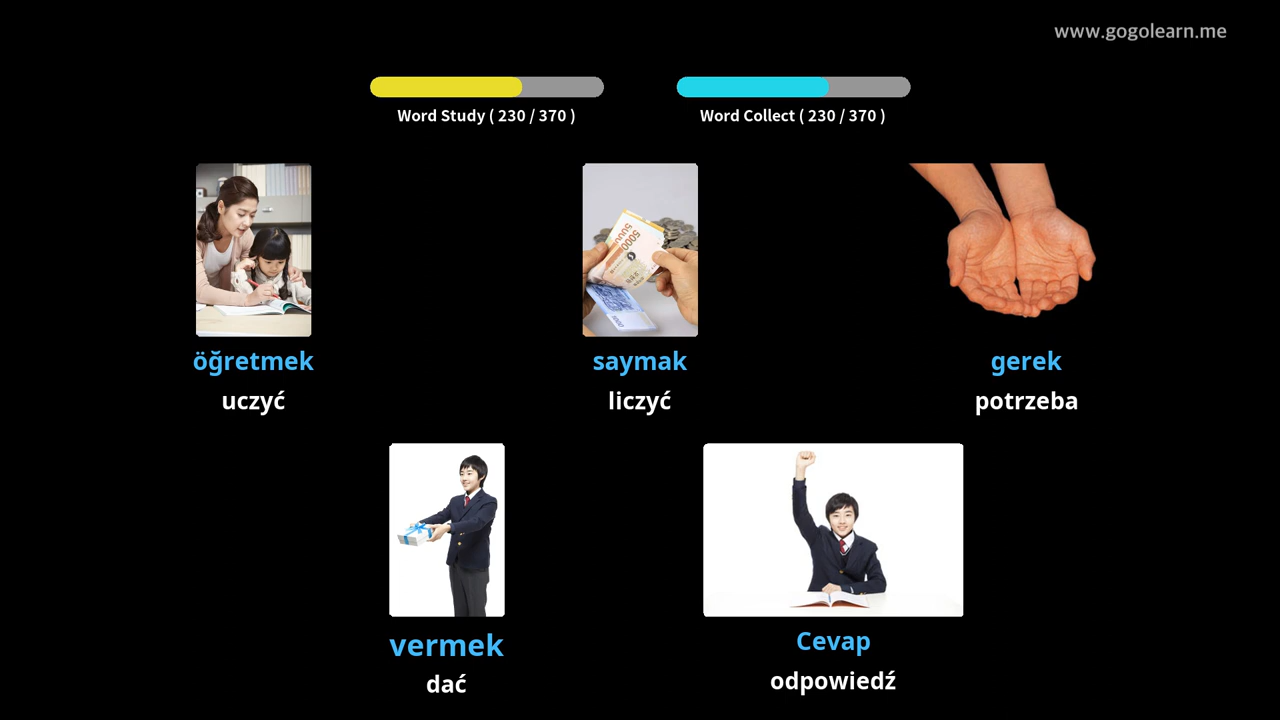 www.gogolearn.me
Word Study ( 230 / 370 )
Word Collect ( 230 / 370 )
öğretmek
uczyć
saymak
liczyć
gerek
potrzeba
vermek
dać
Cevap
odpowiedź